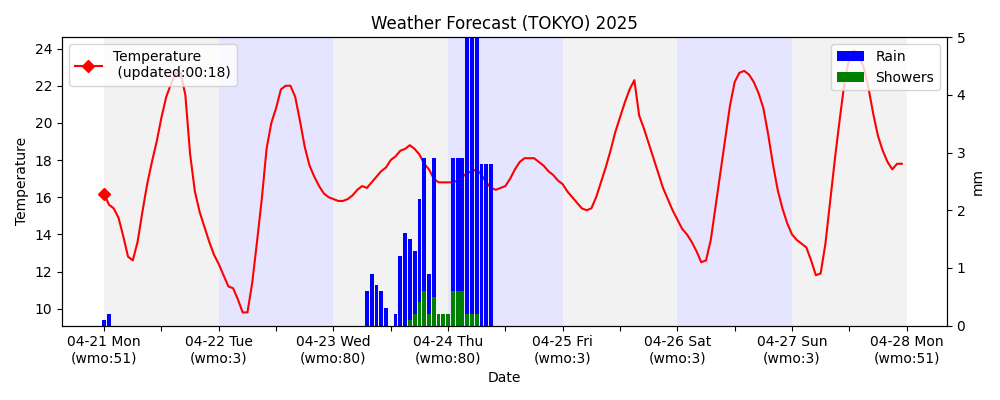 Weather Forecast (TOKYO) 2025
Temperature
(updated:00:18)
Rain
Showers
Temperature
24
22
20
18
16
14
12
10
5
4
3
2
1
0
mm
04-21 Mon
(wmo:51)
04-22 Tue
(wmo:3)
04-23 Wed
(wmo:80)
04-24 Thu
(wmo:80)
04-25 Fri
(wmo:3)
04-26 Sat
(wmo:3)
04-27 Sun
(wmo:3)
04-28 Mon
(wmo:51)
Date